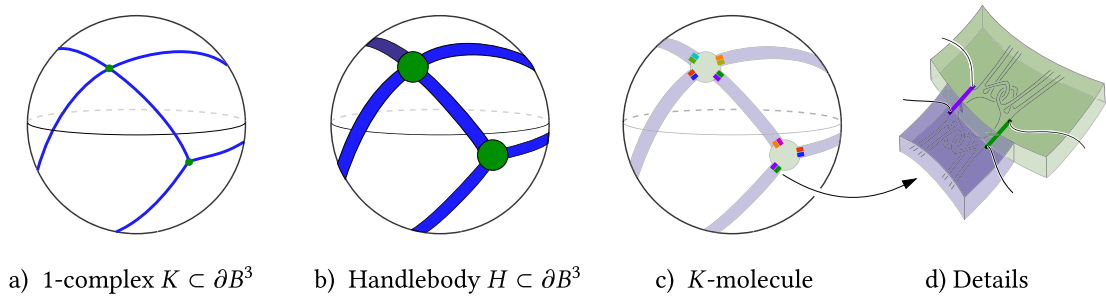 a) 1-complex K ⊂ ∂B³
b) Handlebody H ⊂ ∂B³
c) K-molecule
d) Details